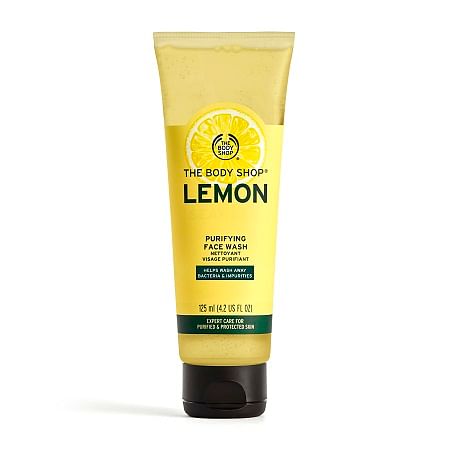 THE
BODY
SHOP
THE BODY SHOP®
LEMON
PURIFYING
FACE WASH
NETTOYANT
VISAGE PURIFIANT
HELPS WASH AWAY
BACTERIA & IMPURITIES
125 ml (4.2 US FL OZ)
EXPERT CARE FOR
PURIFIED & PROTECTED SKIN